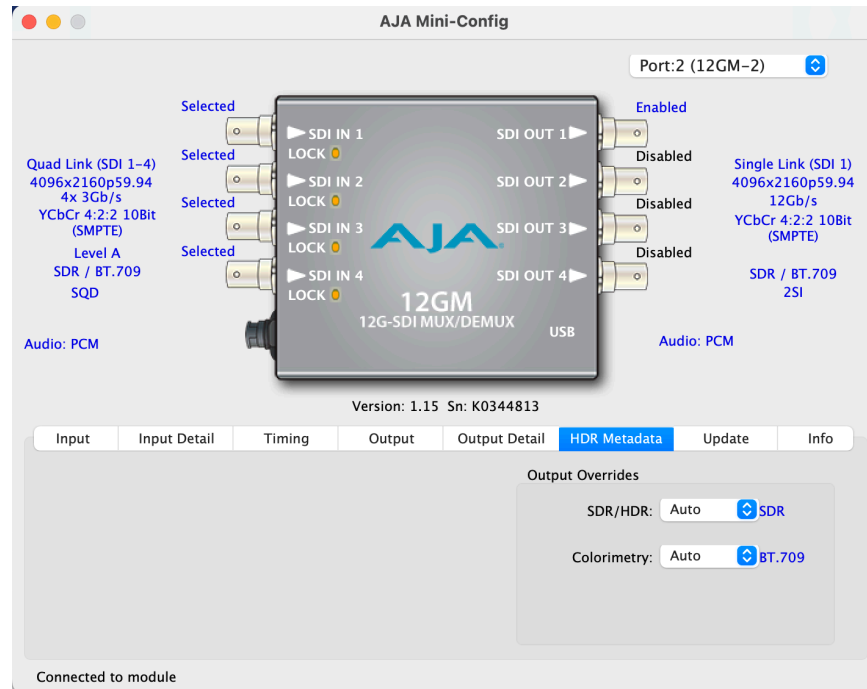 AJA Mini-Config
Port:2 (12GM-2)
Selected
Selected
Selected
Selected
Quad Link (SDI 1-4)
4096x2160p59.94
4x 3Gb/s
YCbCr 4:2:2 10Bit
(SMPTE)
Level A
SDR / BT.709
SQD
Audio: PCM
SDI IN 1
LOCK
SDI IN 2
LOCK
SDI IN 3
LOCK
SDI IN 4
LOCK
SDI OUT 1
SDI OUT 2
SDI OUT 3
SDI OUT 4
AJA
12GM
12G-SDI MUX/DEMUX
USB
Enabled
Disabled
Disabled
Disabled
Single Link (SDI 1)
4096x2160p59.94
12Gb/s
YCbCr 4:2:2 10Bit
(SMPTE)
SDR / BT.709
2SI
Audio: PCM
Version: 1.15 Sn: K0344813
Input Input Detail Timing Output Output Detail HDR Metadata Update Info
Output Overrides
SDR/HDR: Auto SDR
Colorimetry: Auto BT.709
Connected to module